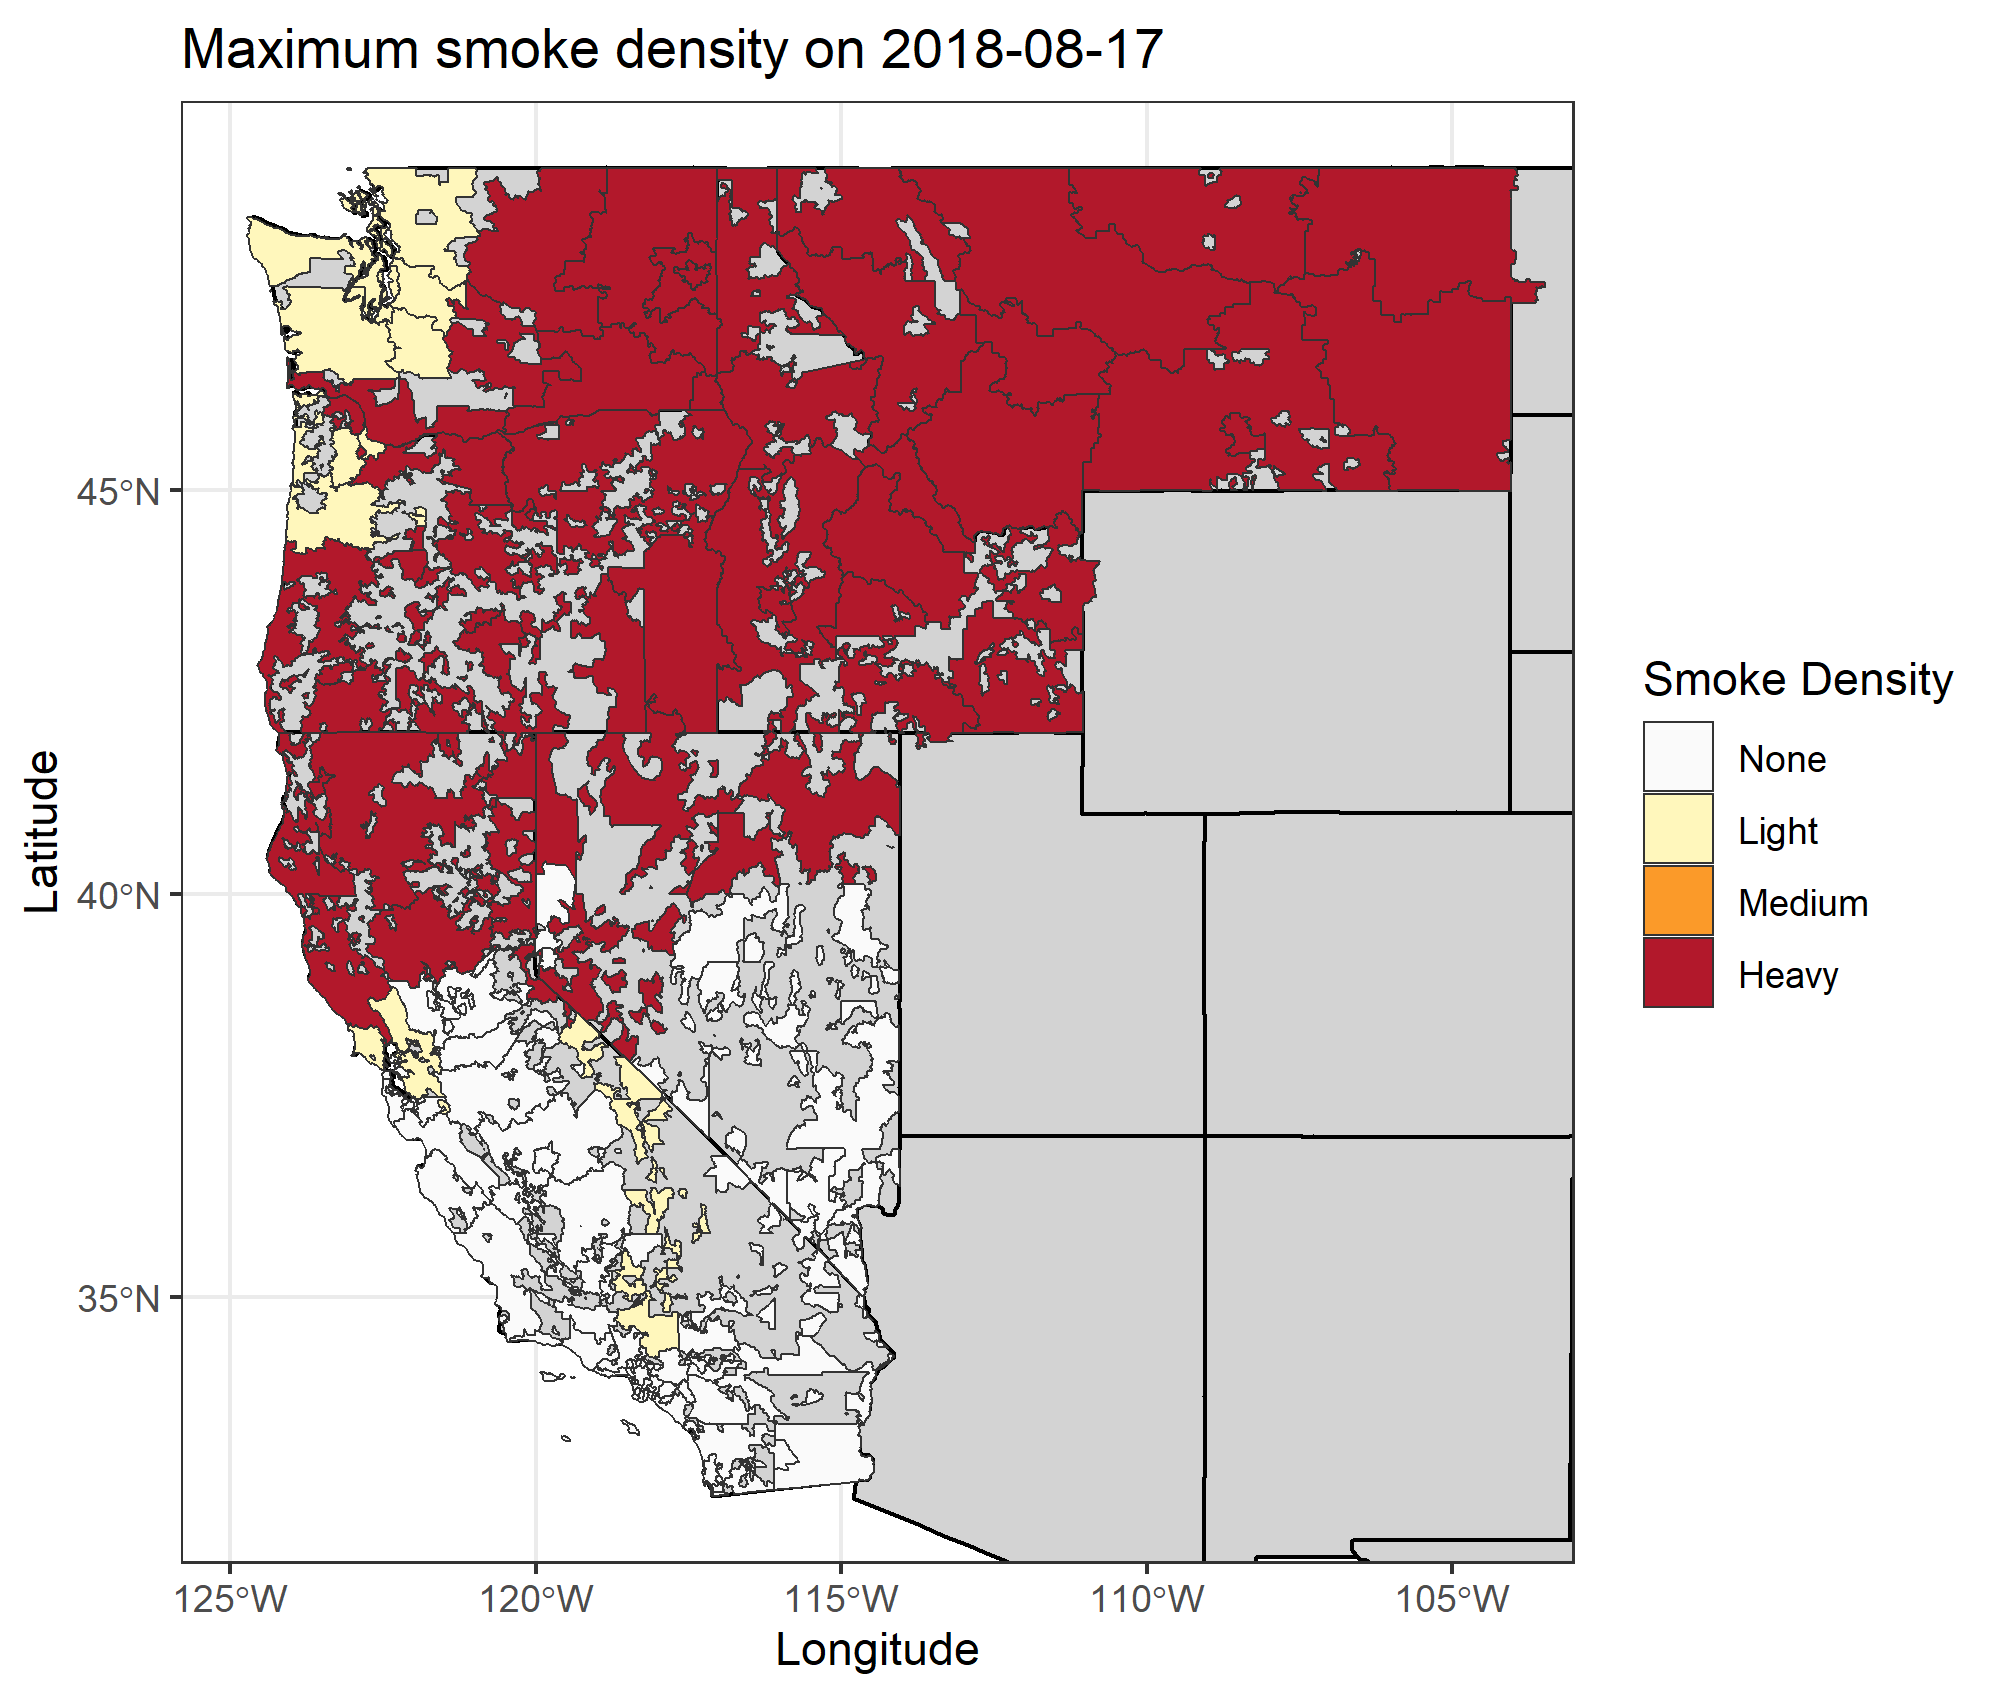 Maximum smoke density on 2018-08-17
45°N
40°N
35°N
Latitude
125°W
120°W
115°W
110°W
105°W
Longitude
Smoke Density
None
Light
Medium
Heavy